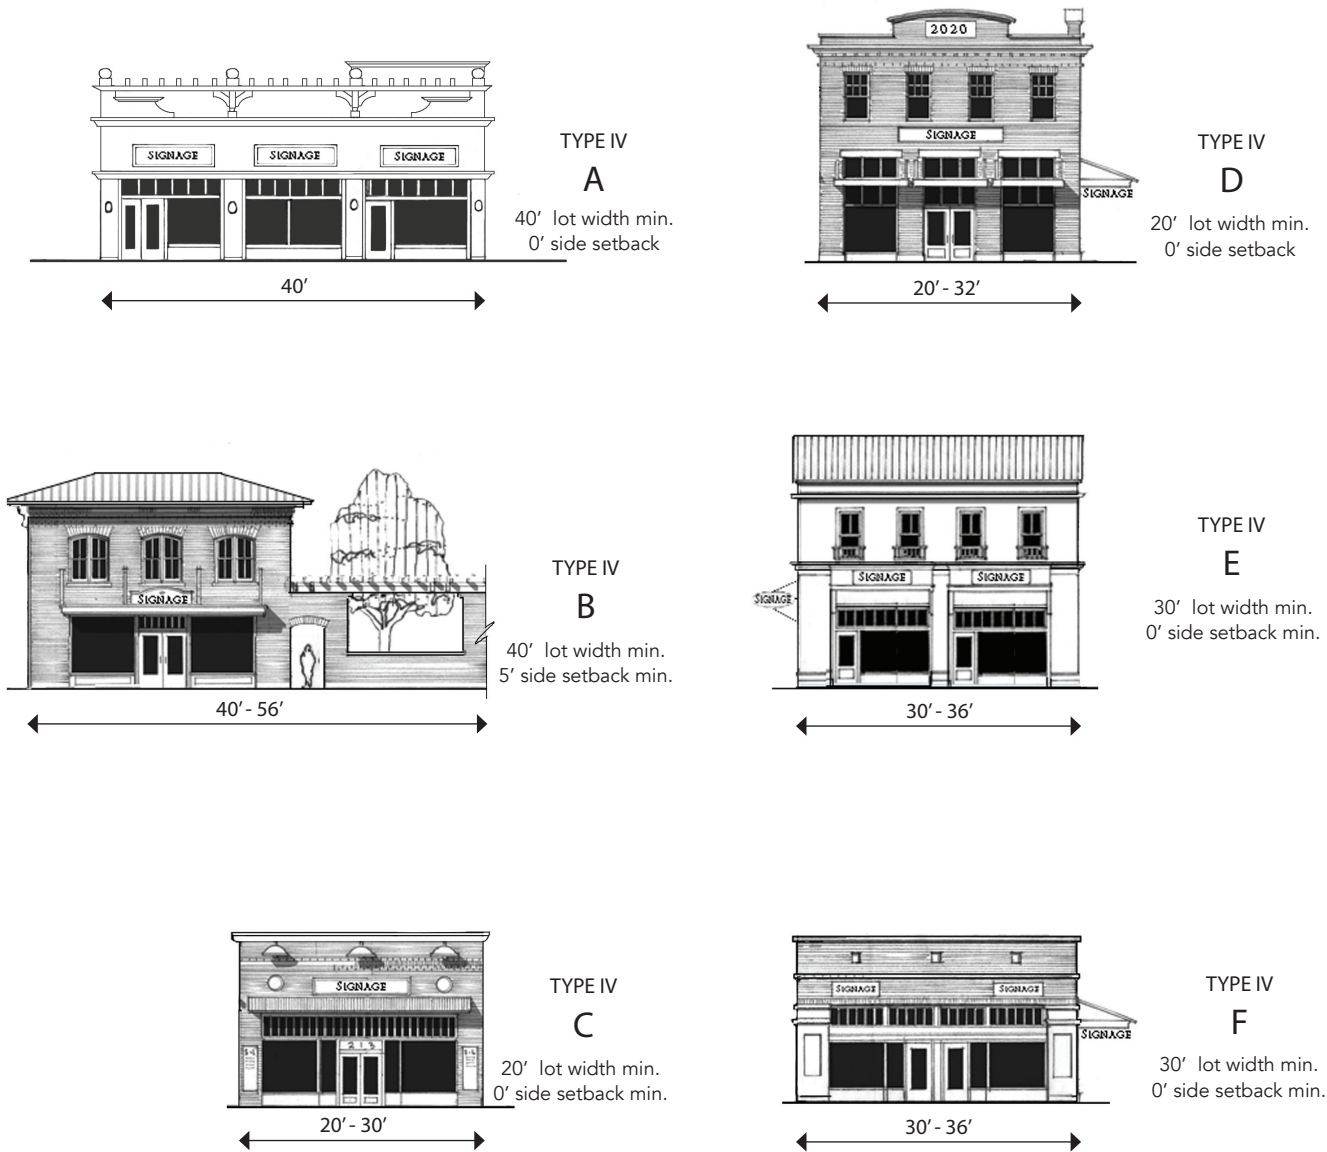 SIGNAGE
SIGNAGE
SIGNAGE
TYPE IV
A
40' lot width min.
0' side setback
40'
2020
SIGNAGE
SIGNAGE
TYPE IV
D
20' lot width min.
0' side setback
20' - 32'
SIGNAGE
TYPE IV
B
40' lot width min.
5' side setback min.
40' - 56'
SIGNAGE
SIGNAGE
SIGNAGE
TYPE IV
E
30' lot width min.
0' side setback min.
30' - 36'
SIGNAGE
213
TYPE IV
C
20' lot width min.
0' side setback min.
20' - 30'
SIGNAGE
SIGNAGE
SIGNAGE
TYPE IV
F
30' lot width min.
0' side setback min.
30' - 36'